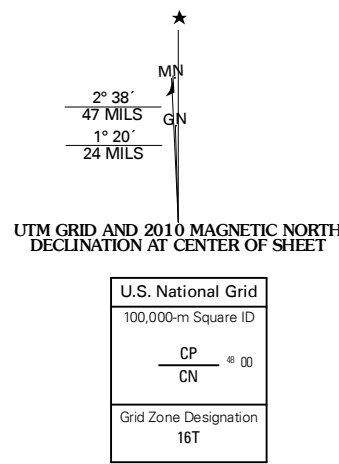 ★
MN
2° 38´
47 MILS
GN
1° 20´
24 MILS
UTM GRID AND 2010 MAGNETIC NORTH
DECLINATION AT CENTER OF SHEET
U.S. National Grid
100,000-m Square ID
CP
48 00
CN
Grid Zone Designation
16T